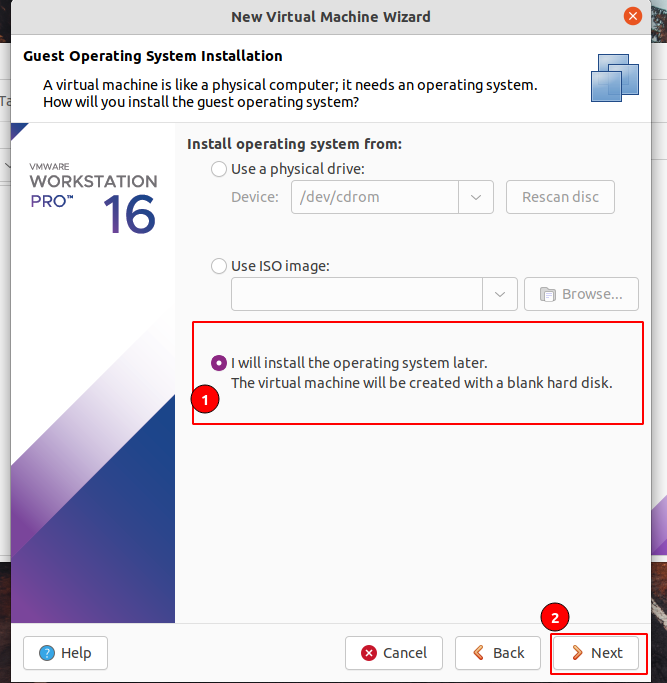 New Virtual Machine Wizard
Guest Operating System Installation
A virtual machine is like a physical computer; it needs an operating system.
How will you install the guest operating system?
Ta
VMWARE
WORKSTATION
PRO™ 16
Install operating system from:
Use a physical drive:
Device: /dev/cdrom Rescan disc
Use ISO image:
Browse...
I will install the operating system later.
The virtual machine will be created with a blank hard disk.
1
2
Help Cancel Back Next